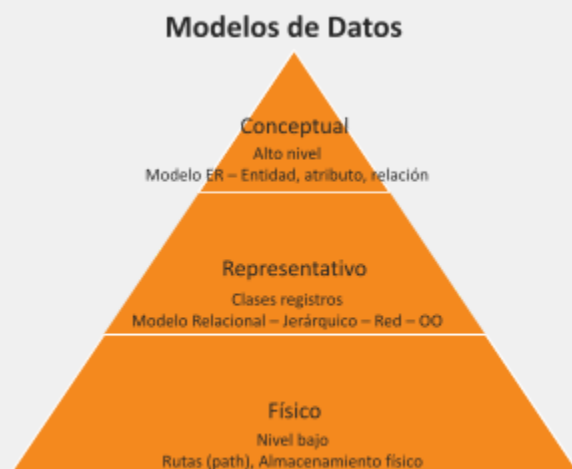 Modelos de Datos
Conceptual
Alto nivel
Modelo ER – Entidad, atributo, relación
Representativo
Clases registros
Modelo Relacional – Jerárquico – Red – OO
Físico
Nivel bajo
Rutas (path), Almacenamiento físico